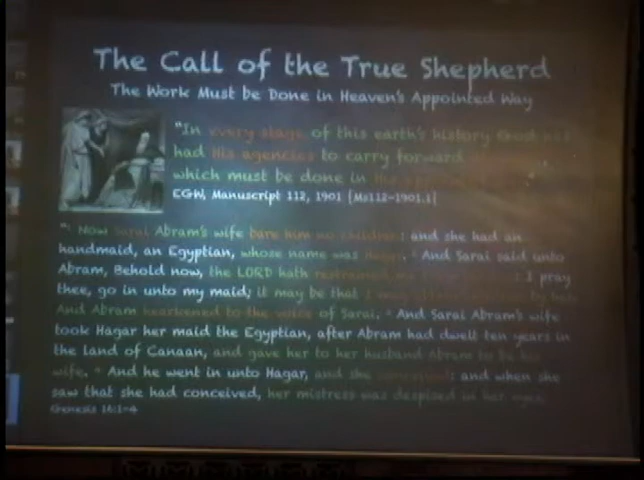 The Call of the True Shepherd
The Work Must be Done in Heaven's Appointed Way
"In every stage of this earth's history God has
had His agencies to carry forward
which must be done in His
EGW, Manuscript 112, 1901 {Ms112-1901.1}
Now Sarai Abram's wife bare him no children: and she had an
handmaid, an Egyptian, whose name was Hagar. And Sarai said unto
Abram, Behold now, the LORD hath restrained me : I pray
thee, go in unto my maid; it may be that I may by her
And Abram hearkened to the voice of Sarai. And Sarai Abram's wife
took Hagar her maid the Egyptian, after Abram had dwelt ten years in
the land of Canaan, and gave her to her husband Abram to be his
wife. And he went in unto Hagar, and she conceived: and when she
saw that she had conceived, her mistress was despised in her eyes.
Genesis 16:1-4